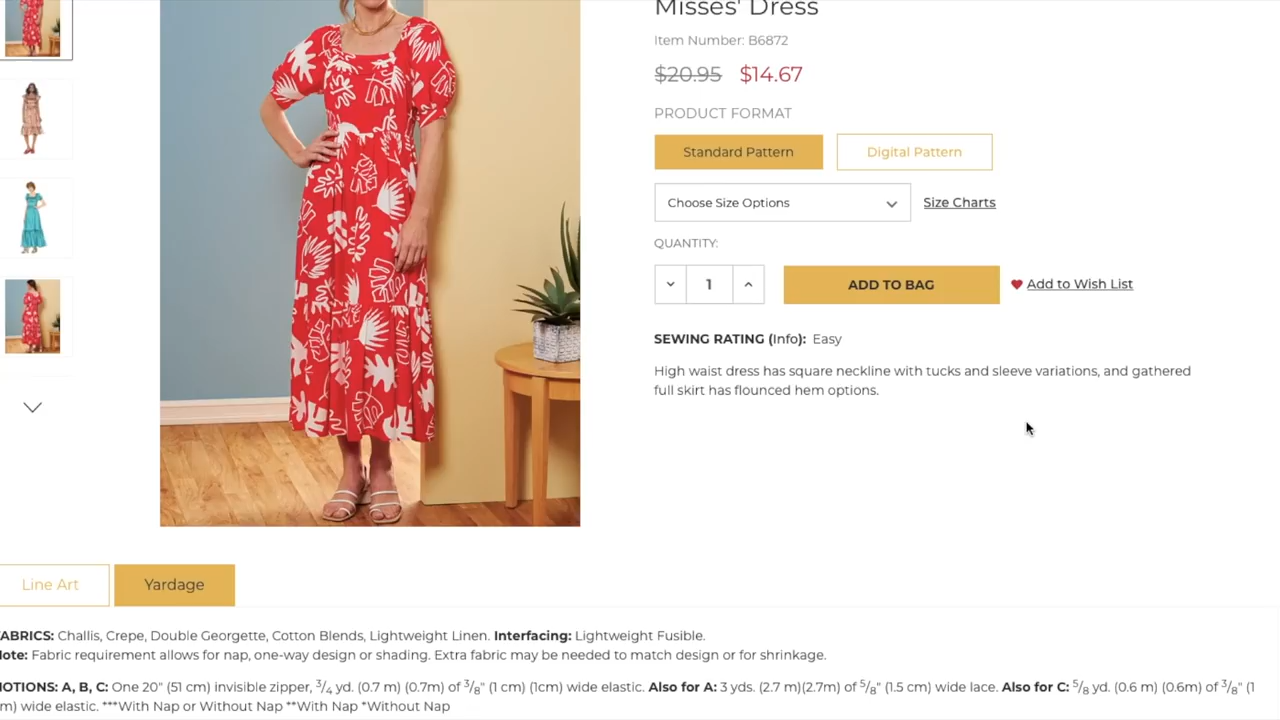 Misses' Dress
Item Number: B6872
$20.95 $14.67
PRODUCT FORMAT
Standard Pattern Digital Pattern
Choose Size Options Size Charts
QUANTITY:
1 ADD TO BAG Add to Wish List
SEWING RATING (Info): Easy
High waist dress has square neckline with tucks and sleeve variations, and gathered
full skirt has flounced hem options.
Line Art Yardage
ABRICS: Challis, Crepe, Double Georgette, Cotton Blends, Lightweight Linen. Interfacing: Lightweight Fusible.
lote: Fabric requirement allows for nap, one-way design or shading. Extra fabric may be needed to match design or for shrinkage.
IOTIONS: A, B, C: One 20" (51 cm) invisible zipper, 3/4 yd. (0.7 m) (0.7m) of 3/8" (1 cm) (1cm) wide elastic. Also for A: 3 yds. (2.7 m)(2.7m) of 5/8" (1.5 cm) wide lace. Also for C: 5/8 yd. (0.6 m) (0.6m) of 3/8" (1
m) wide elastic. ***With Nap or Without Nap **With Nap *Without Nap